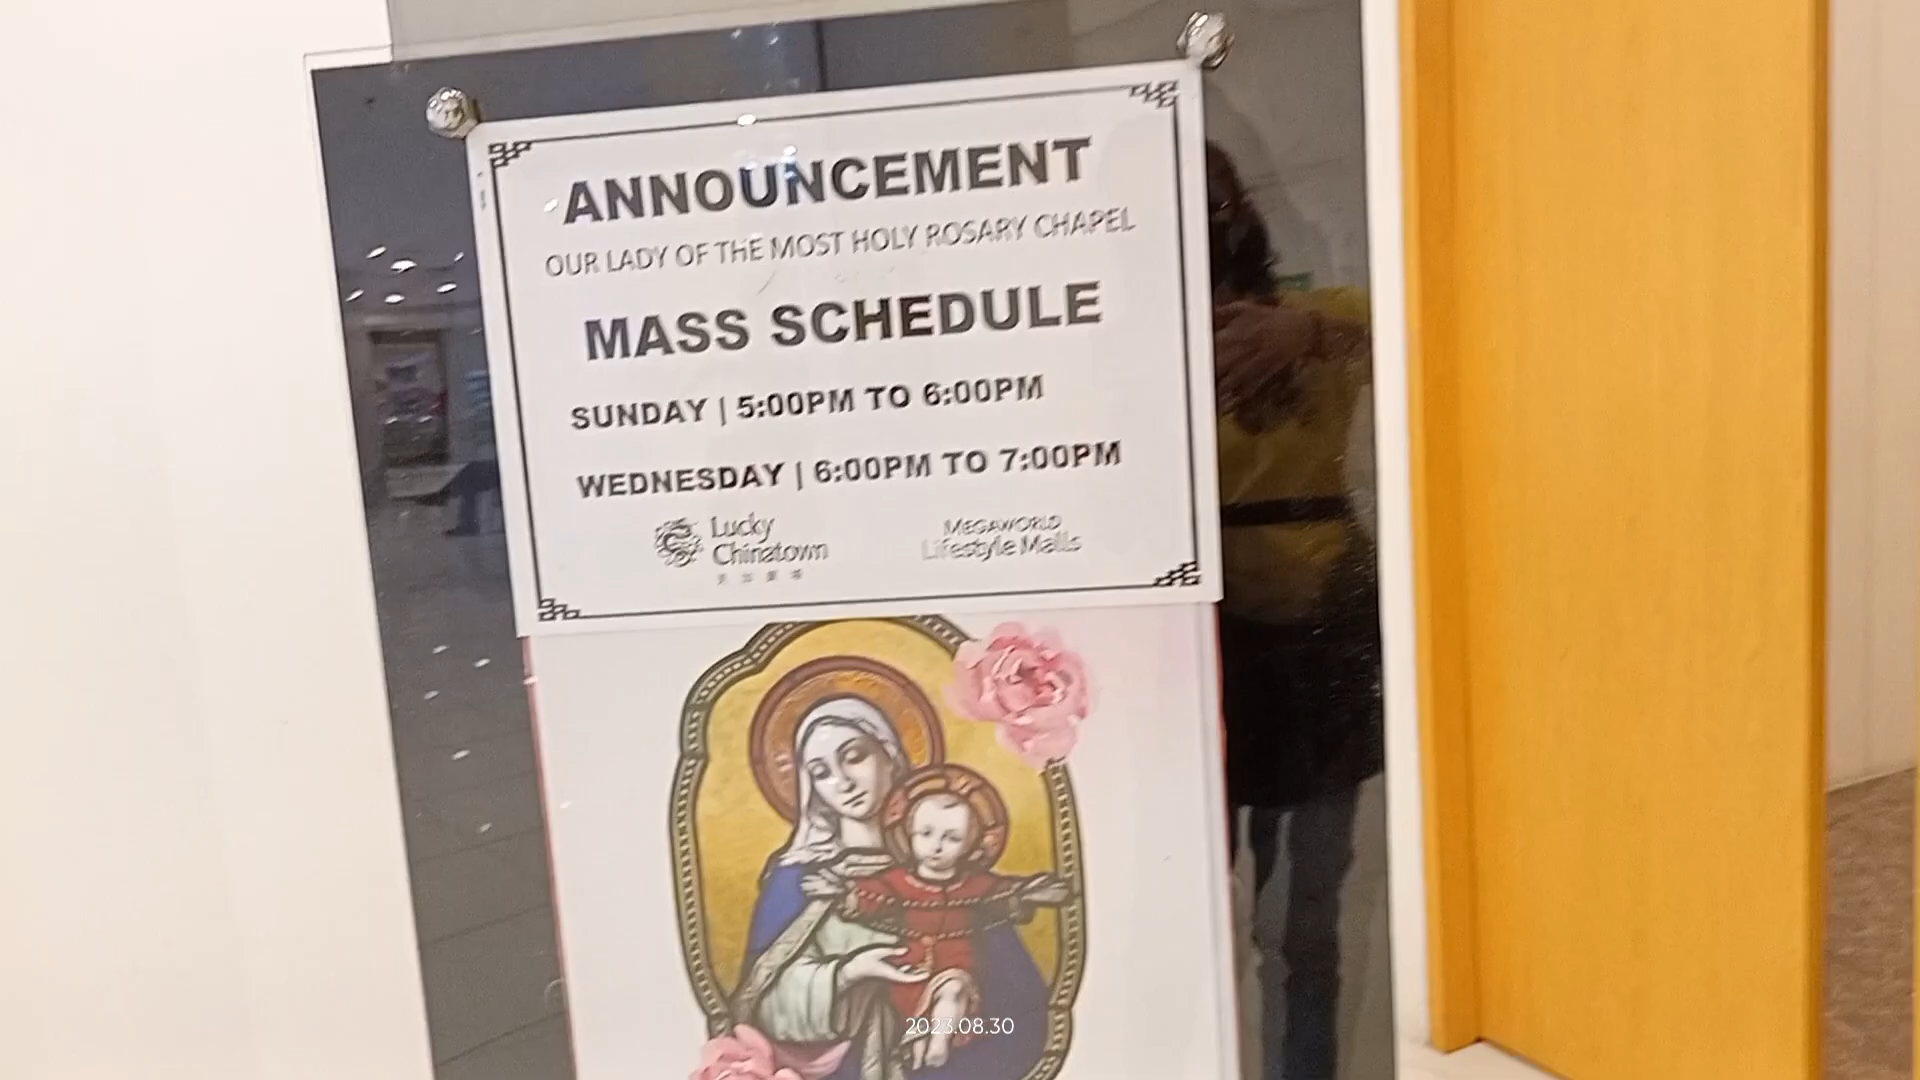 ANNOUNCEMENT
OUR LADY OF THE MOST HOLY ROSARY CHAPEL
MASS SCHEDULE
SUNDAY | 5:00PM TO 6:00PM
WEDNESDAY | 6:00PM TO 7:00PM
Lucky
Chinatown
MEGAWORLD
Lifestyle Malls
2023.08.30